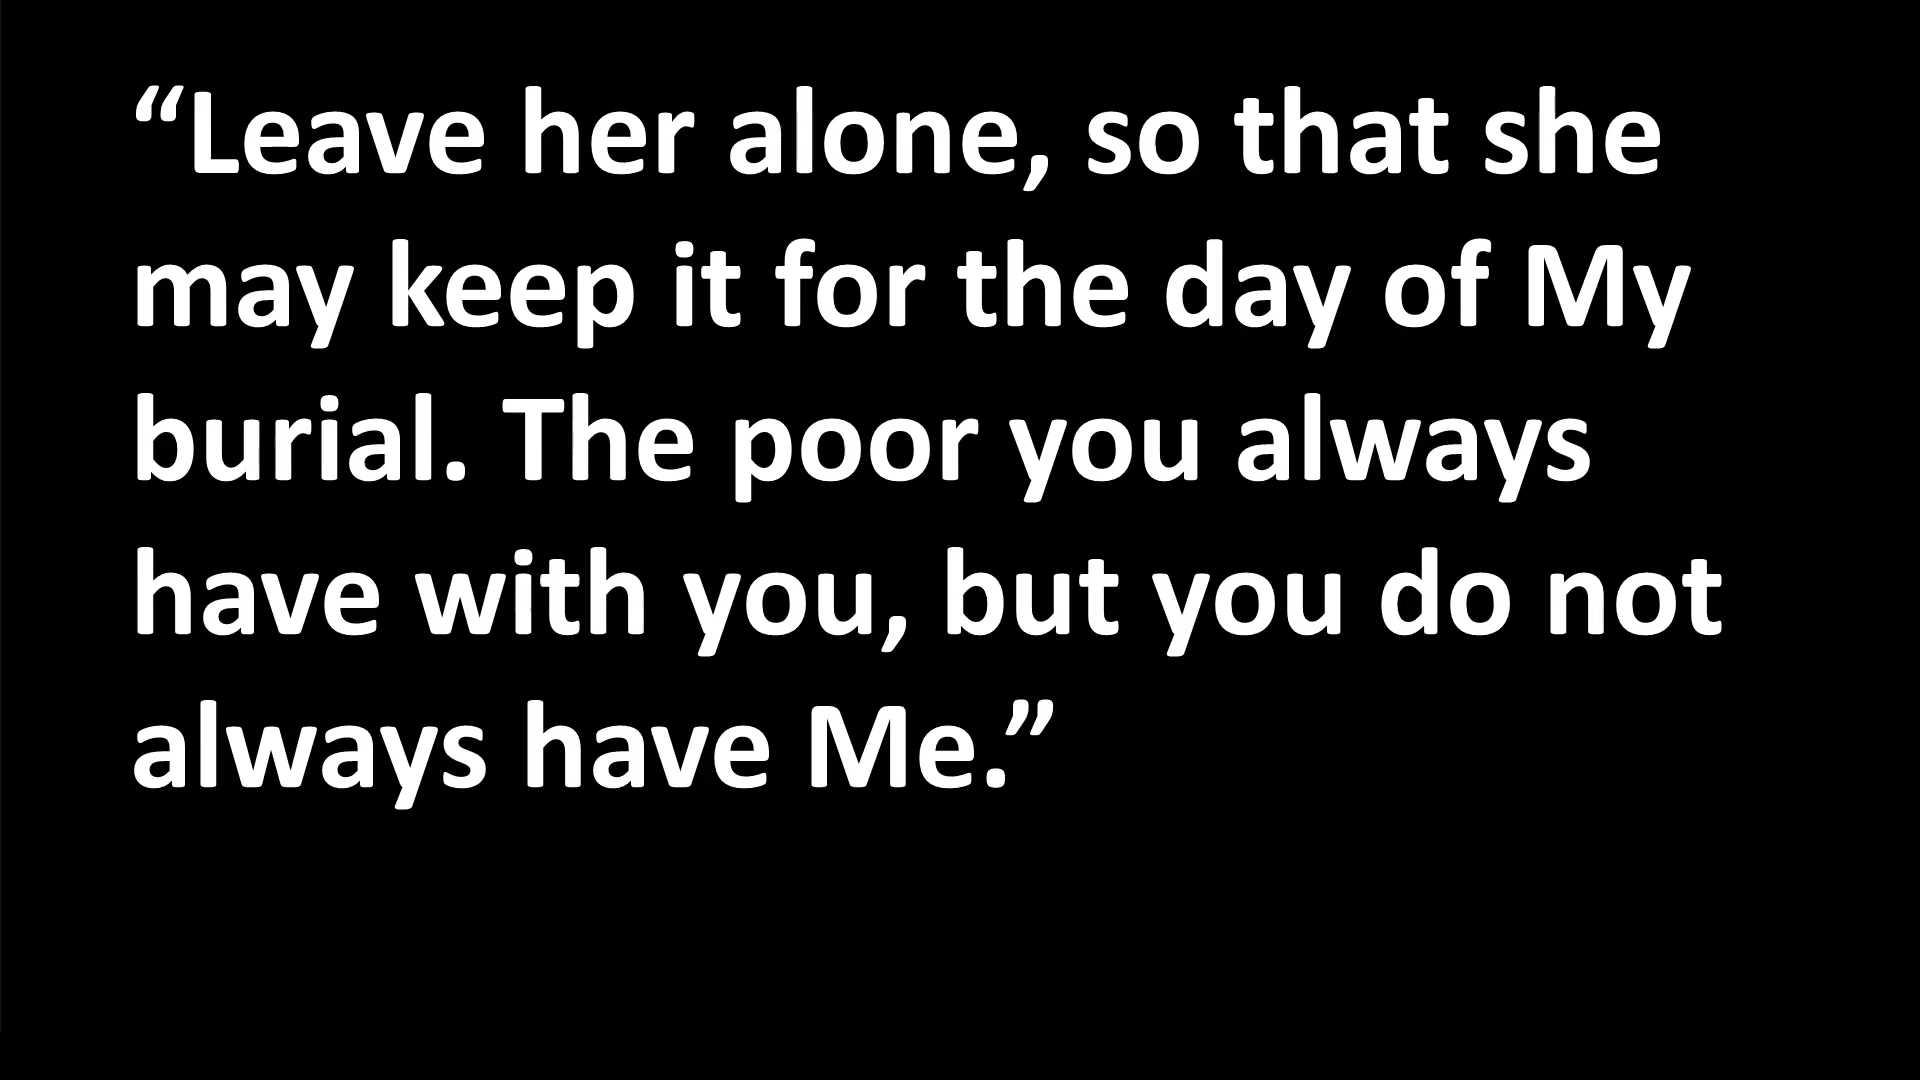 “Leave her alone, so that she
may keep it for the day of My
burial. The poor you always
have with you, but you do not
always have Me.”